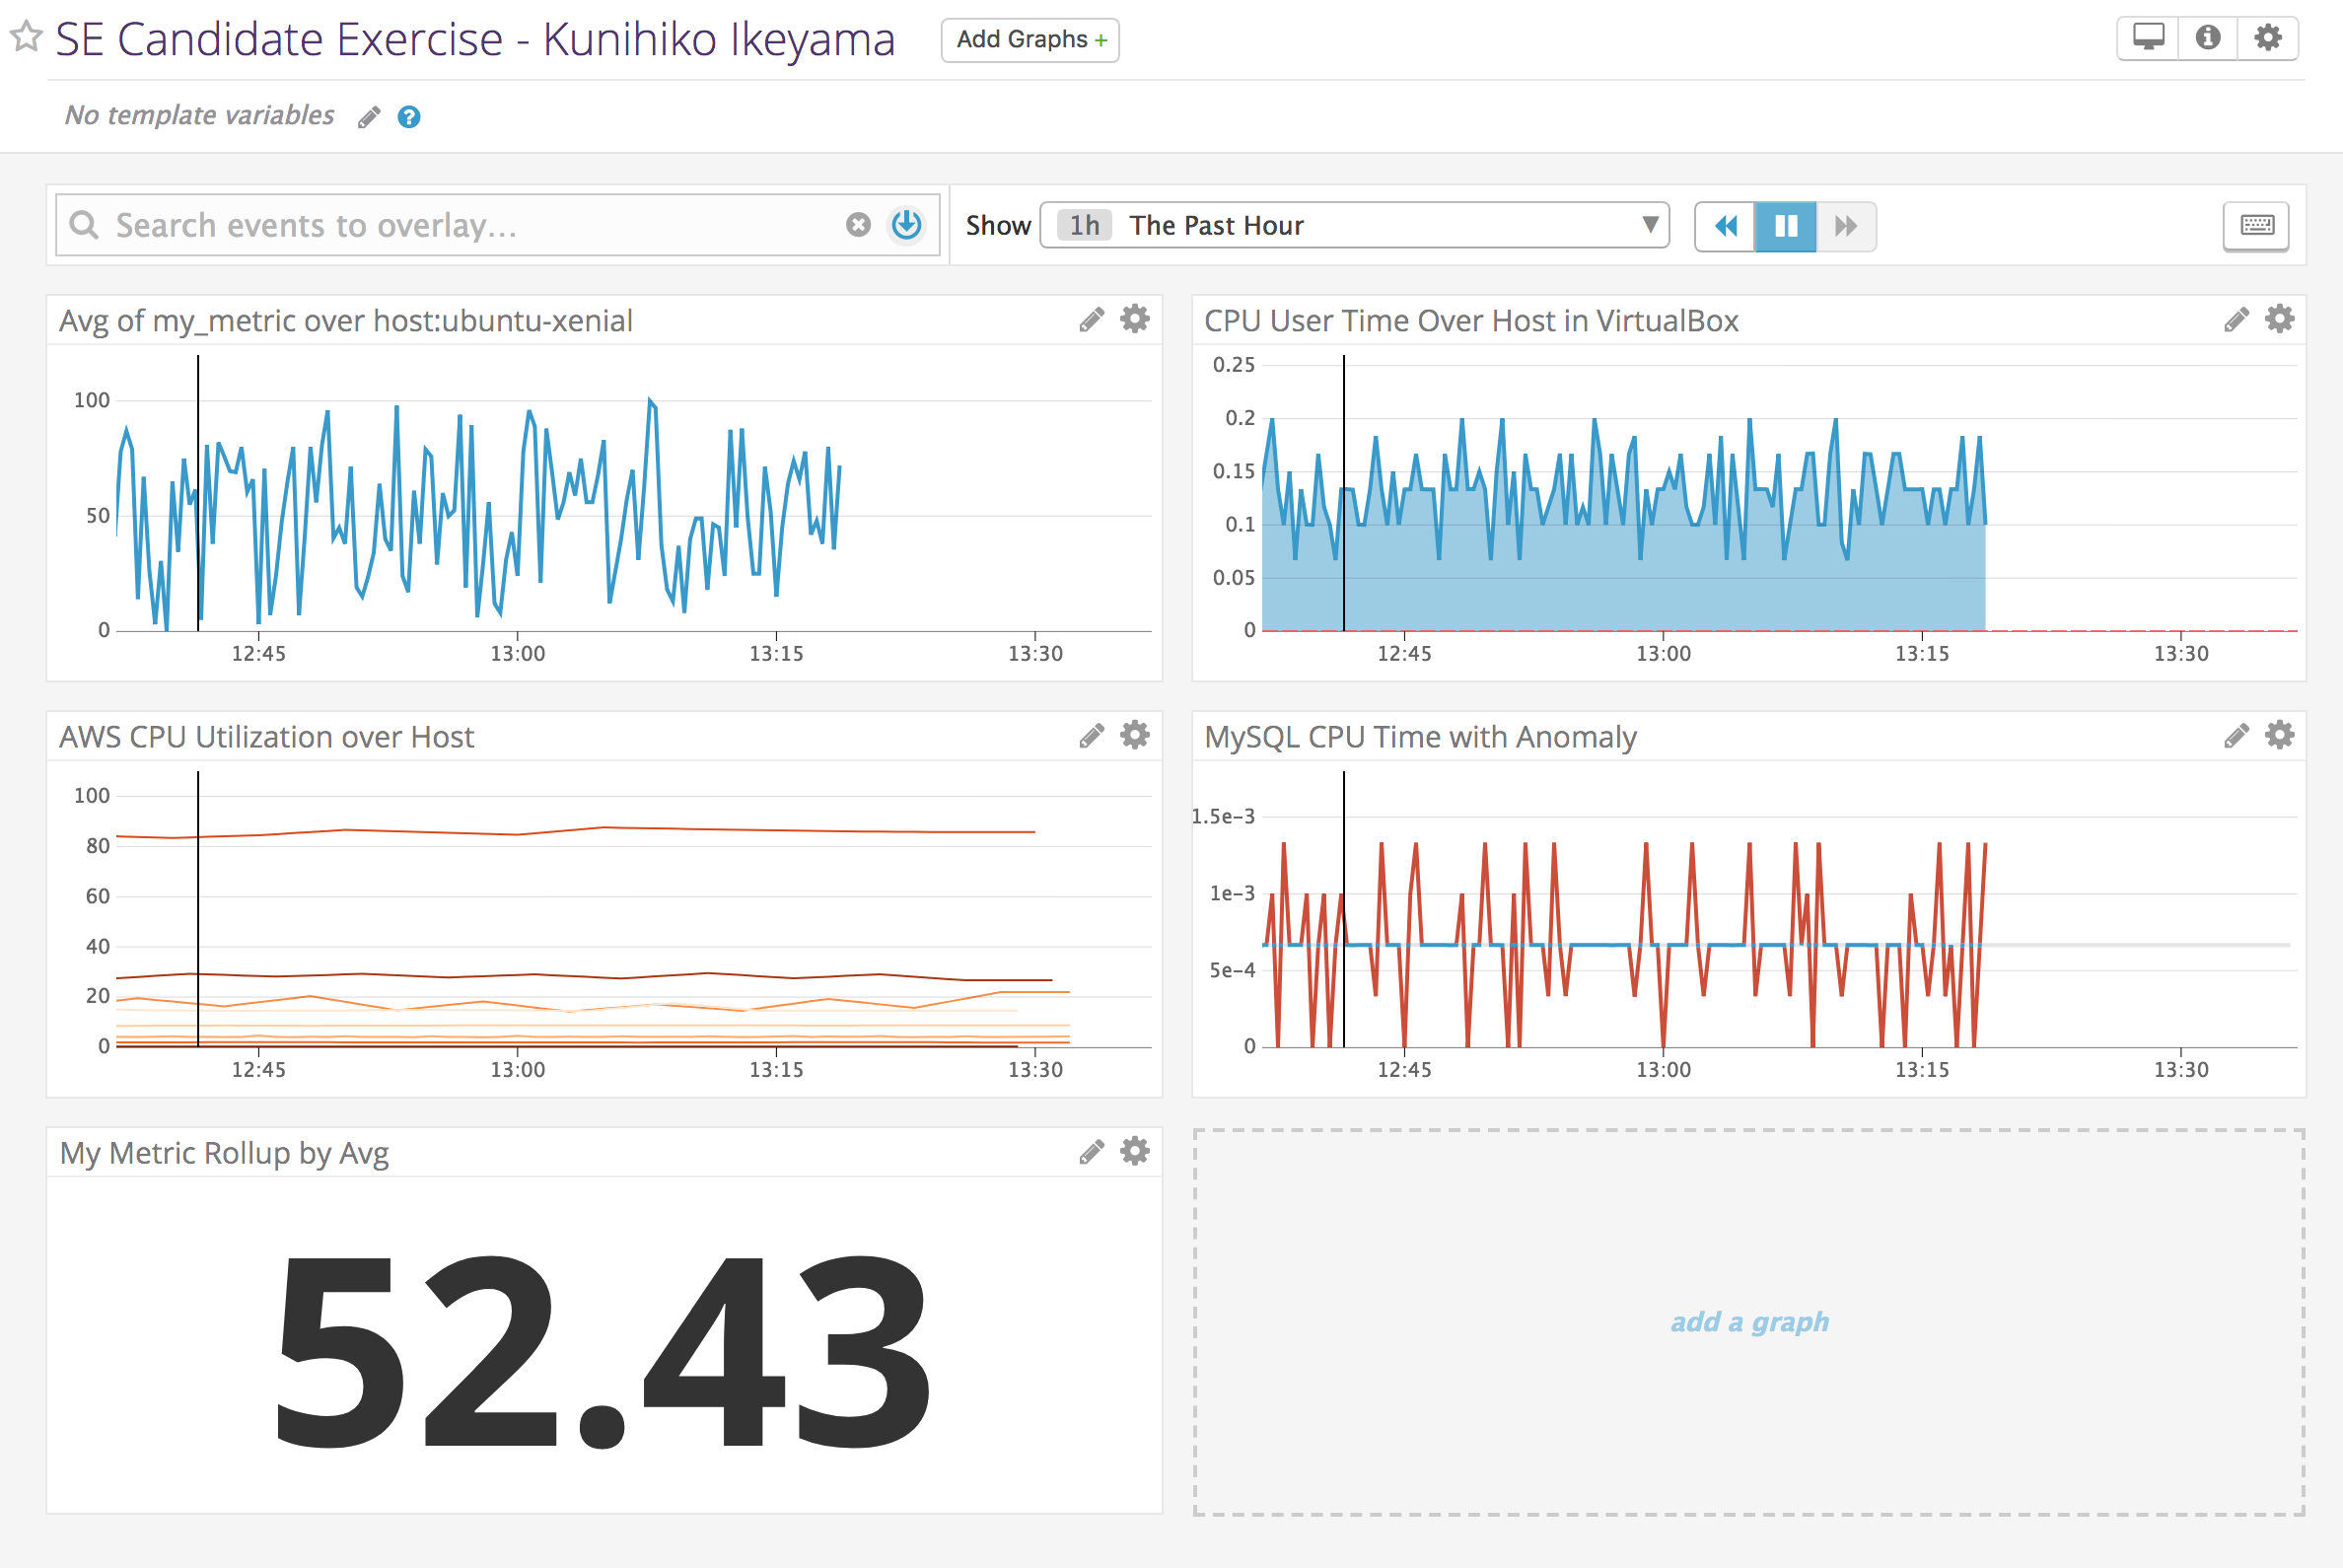 SE Candidate Exercise - Kunihiko Ikeyama
Add Graphs +
No template variables
?
Search events to overlay...
Show
1h The Past Hour
Avg of my_metric over host:ubuntu-xenial
100
50
0
12:45 13:00 13:15 13:30
CPU User Time Over Host in VirtualBox
0.25
0.2
0.15
0.1
0.05
0
12:45 13:00 13:15 13:30
AWS CPU Utilization over Host
100
80
60
40
20
0
12:45 13:00 13:15 13:30
MySQL CPU Time with Anomaly
1.5e-3
1e-3
5e-4
0
12:45 13:00 13:15 13:30
My Metric Rollup by Avg
52.43
add a graph